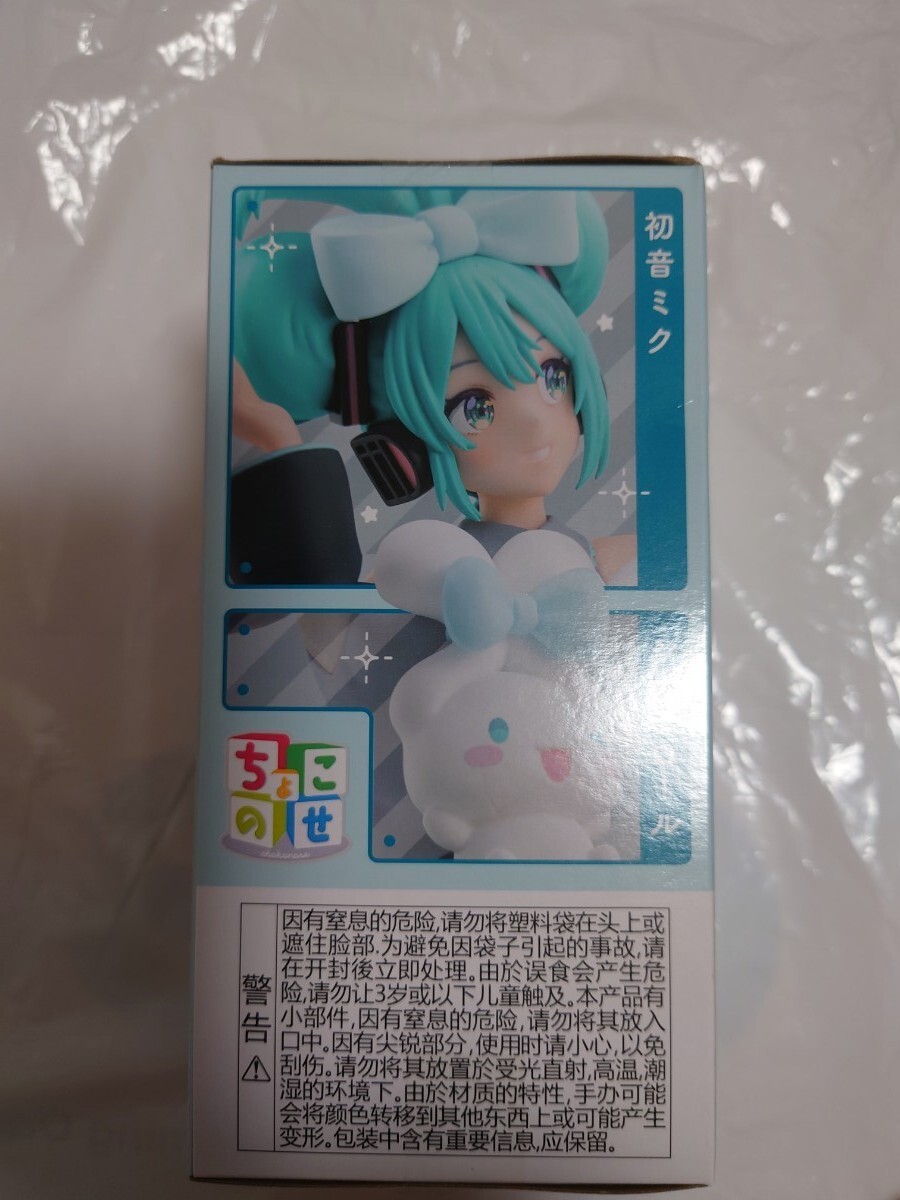 初音ミク
ル
ちょこ
のせ
警告
因有窒息的危险,请勿将塑料袋在头上或
遮住脸部.为避免因袋子引起的事故,请
在开封後立即处理。由於误食会产生危
险,请勿让3岁或以下儿童触及。本产品有
小部件,因有窒息的危险,请勿将其放入
口中。因有尖锐部分,使用时请小心,以免
刮伤。请勿将其放置於受光直射,高温,潮
湿的环境下。由於材质的特性,手办可能
会将颜色转移到其他东西上或可能产生
变形。包装中含有重要信息,应保留。